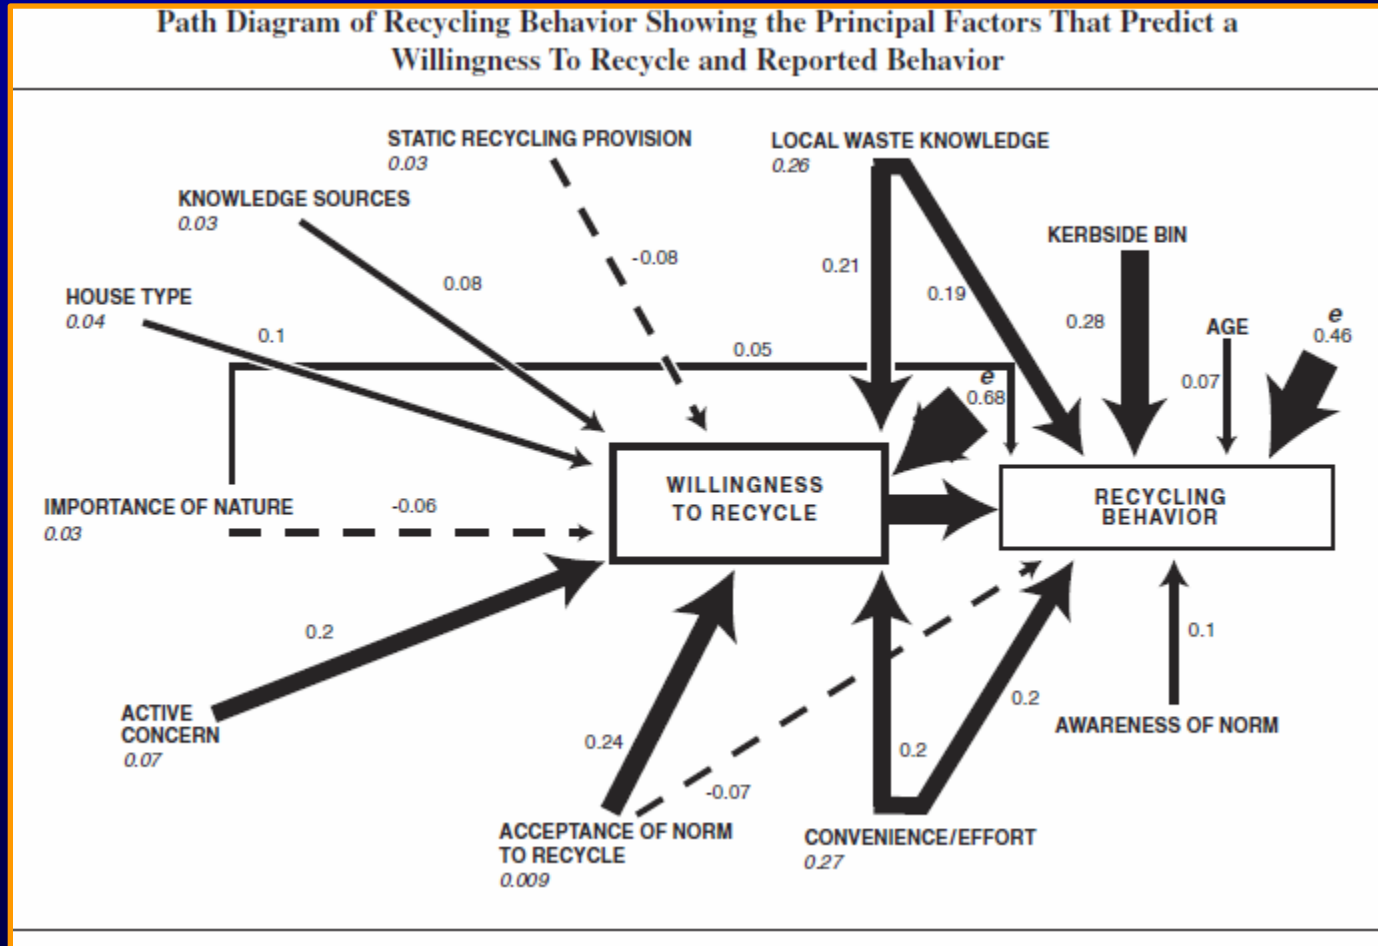 Path Diagram of Recycling Behavior Showing the Principal Factors That Predict a
Willingness To Recycle and Reported Behavior
STATIC RECYCLING PROVISION
0.03
LOCAL WASTE KNOWLEDGE
0.26
KNOWLEDGE SOURCES
0.03
KERBSIDE BIN
HOUSE TYPE
0.04
-0.08
0.21
0.08
0.19
0.28
AGE
e
0.46
0.1
0.05
0.07
e
0.68
WILLINGNESS
TO RECYCLE
RECYCLING
BEHAVIOR
IMPORTANCE OF NATURE
0.03
-0.06
0.2
0.1
ACTIVE
CONCERN
0.07
0.24
0.2
0.2
AWARENESS OF NORM
-0.07
ACCEPTANCE OF NORM
TO RECYCLE
0.009
CONVENIENCE/EFFORT
0.27